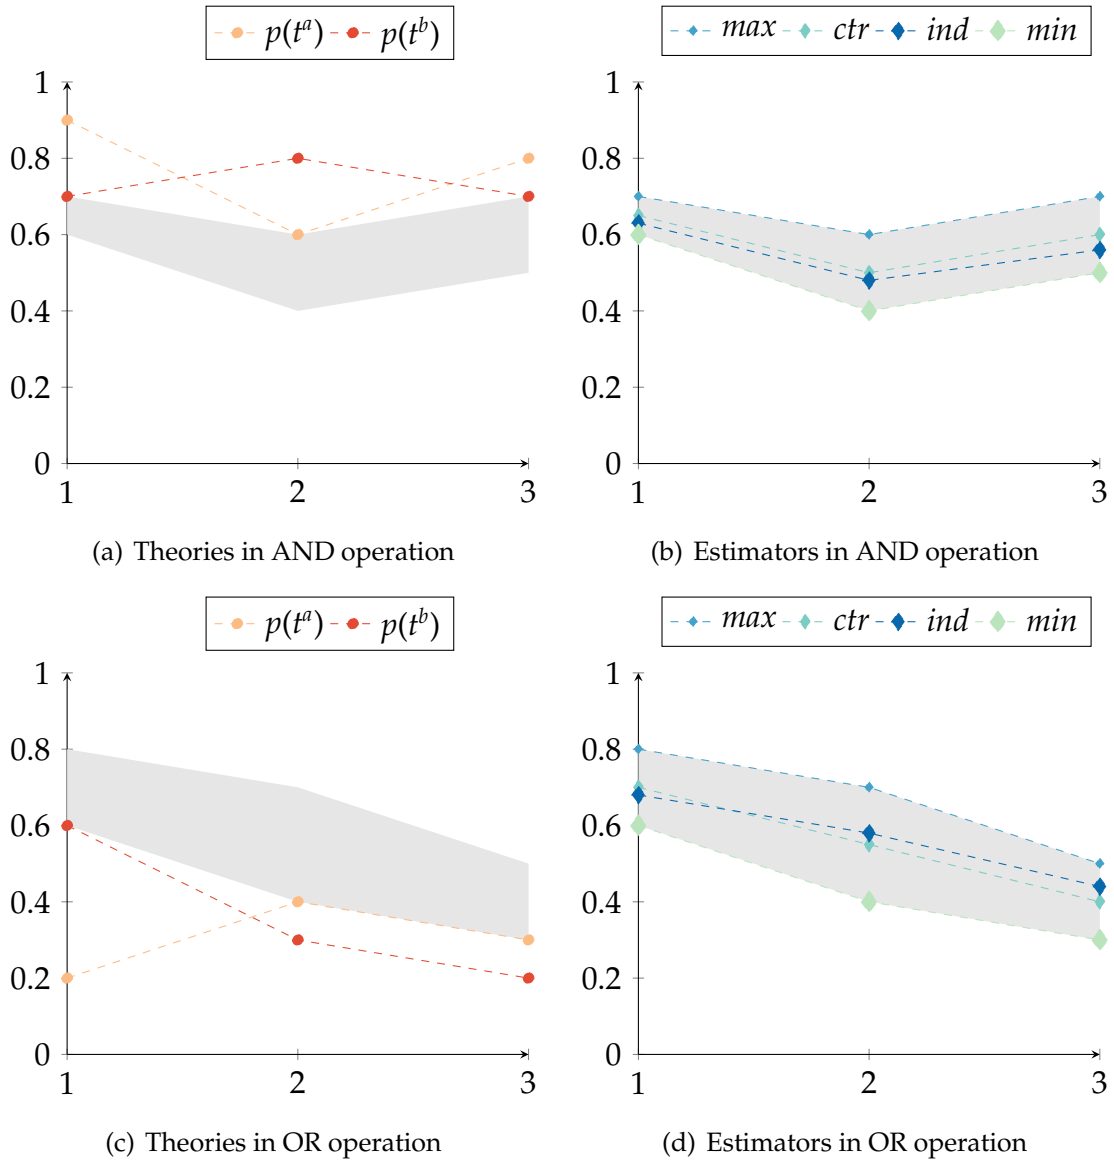 p(tᵃ) p(tᵇ)
1
0.8
0.6
0.4
0.2
0
1 2 3
(a) Theories in AND operation
max ctr ind min
1
0.8
0.6
0.4
0.2
0
1 2 3
(b) Estimators in AND operation
p(tᵃ) p(tᵇ)
1
0.8
0.6
0.4
0.2
0
1 2 3
(c) Theories in OR operation
max ctr ind min
1
0.8
0.6
0.4
0.2
0
1 2 3
(d) Estimators in OR operation